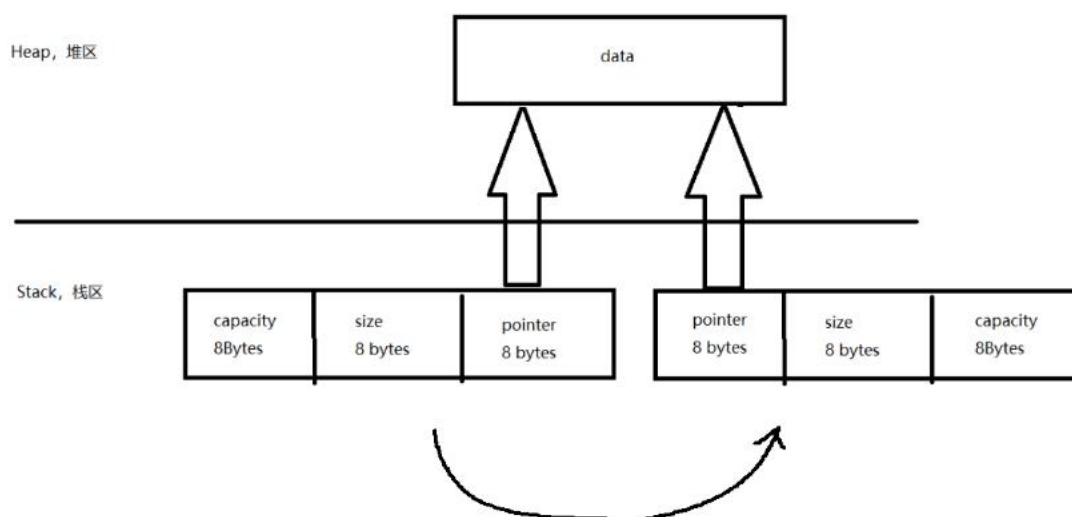 Heap，堆区
data
Stack，栈区
capacity
8Bytes
size
8 bytes
pointer
8 bytes
pointer
8 bytes
size
8 bytes
capacity
8Bytes